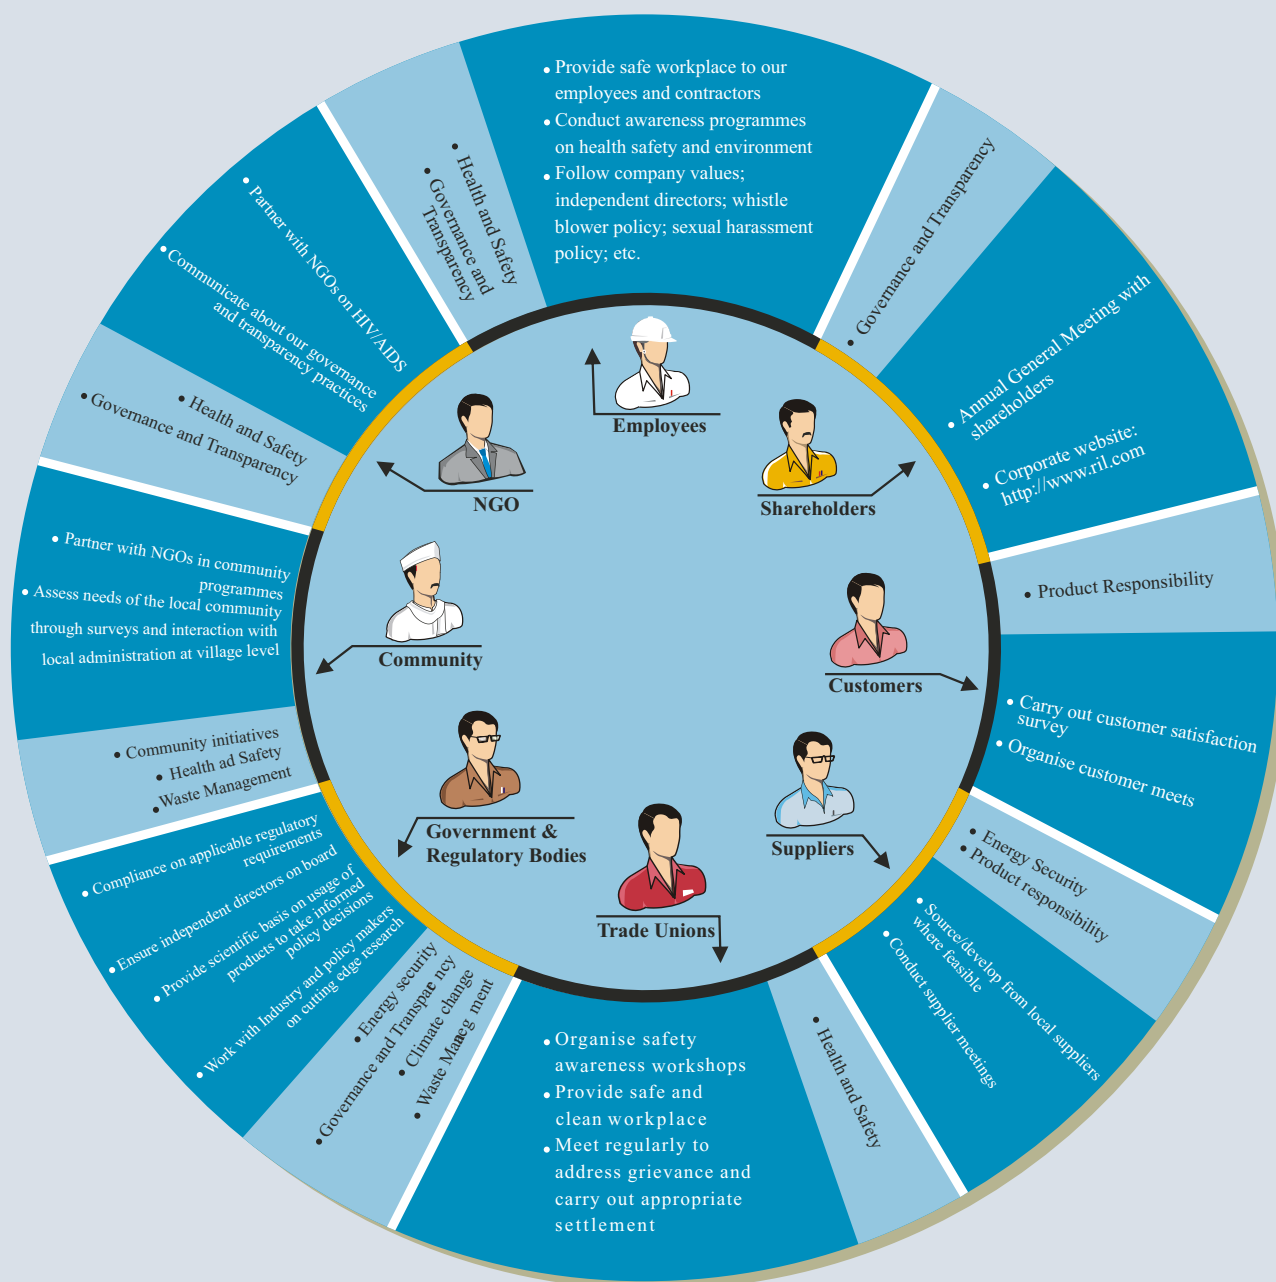 • Provide safe workplace to our
employees and contractors
• Conduct awareness programmes
on health safety and environment
• Follow company values;
independent directors; whistle
blower policy; sexual harassment
policy; etc.
• Governance and Transparency
• Annual General Meeting with
shareholders
• Corporate website:
http://www.ril.com
• Product Responsibility
• Carry out customer satisfaction
survey
• Organise customer meets
• Energy Security
• Product responsibility
• Source/develop from local suppliers
where feasible
• Conduct supplier meetings
• Health and Safety
• Organise safety
awareness workshops
• Provide safe and
clean workplace
• Meet regularly to
address grievance and
carry out appropriate
settlement
• Energy security
• Governance and Transparency
• Climate change
• Waste Manegment
• Compliance on applicable regulatory
requirements
• Ensure independent directors on board
• Provide scientific basis on usage of
products to take informed
policy decisions
• Work with Industry and policy makers
on cutting edge research
• Community initiatives
• Health ad Safety
• Waste Management
• Partner with NGOs in community
programmes
• Assess needs of the local community
through surveys and interaction with
local administration at village level
• Health and Safety
• Governance and Transparency
• Partner with NGOs on HIV/AIDS
• Communicate about our governance
and transparency practices
• Health and Safety
• Governance and
Transparency
Employees
Shareholders
Customers
Suppliers
Trade Unions
Government &
Regulatory Bodies
Community
NGO